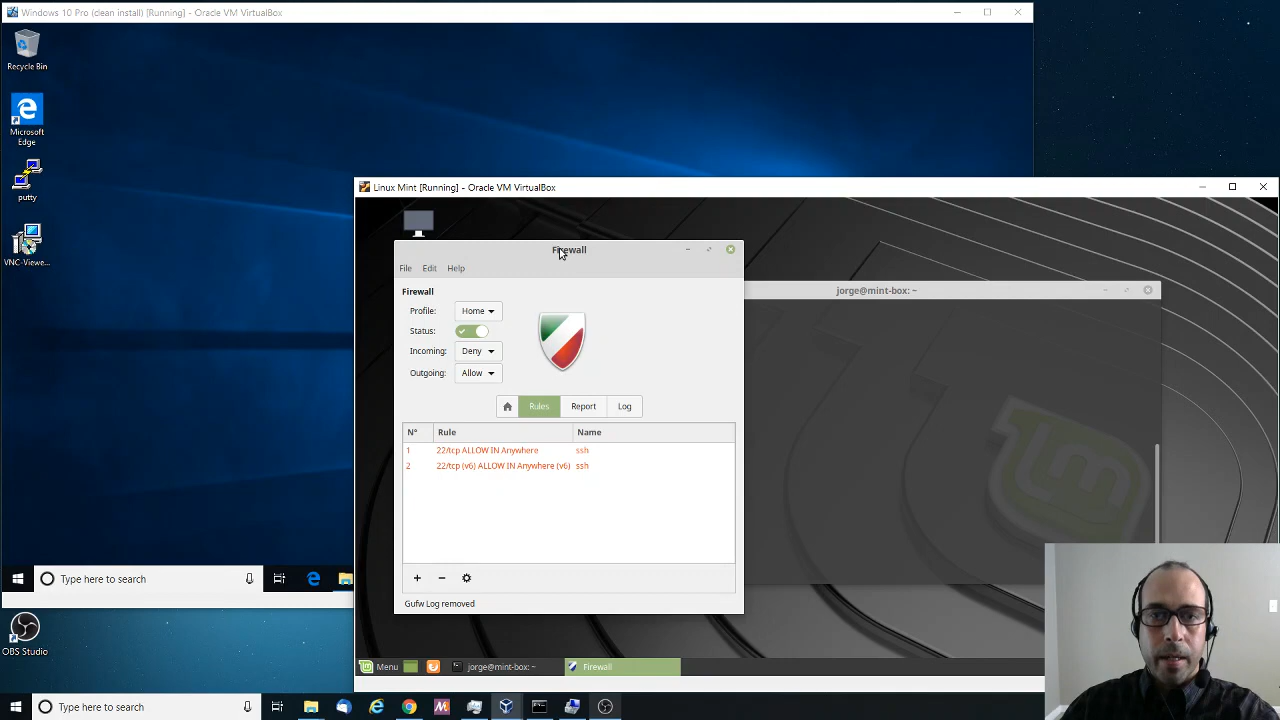 Windows 10 Pro (clean install) [Running] - Oracle VM VirtualBox
Recycle Bin
Microsoft
Edge
putty
VNC-Viewe...
Linux Mint [Running] - Oracle VM VirtualBox
Firewall
File Edit Help
jorge@mint-box: ~
Firewall
Profile: Home
Status:
Incoming: Deny
Outgoing: Allow
Rules Report Log
N° Rule Name
1 22/tcp ALLOW IN Anywhere ssh
2 22/tcp (v6) ALLOW IN Anywhere (v6) ssh
Gufw Log removed
Type here to search
OBS Studio
Menu jorge@mint-box: ~ Firewall
Type here to search